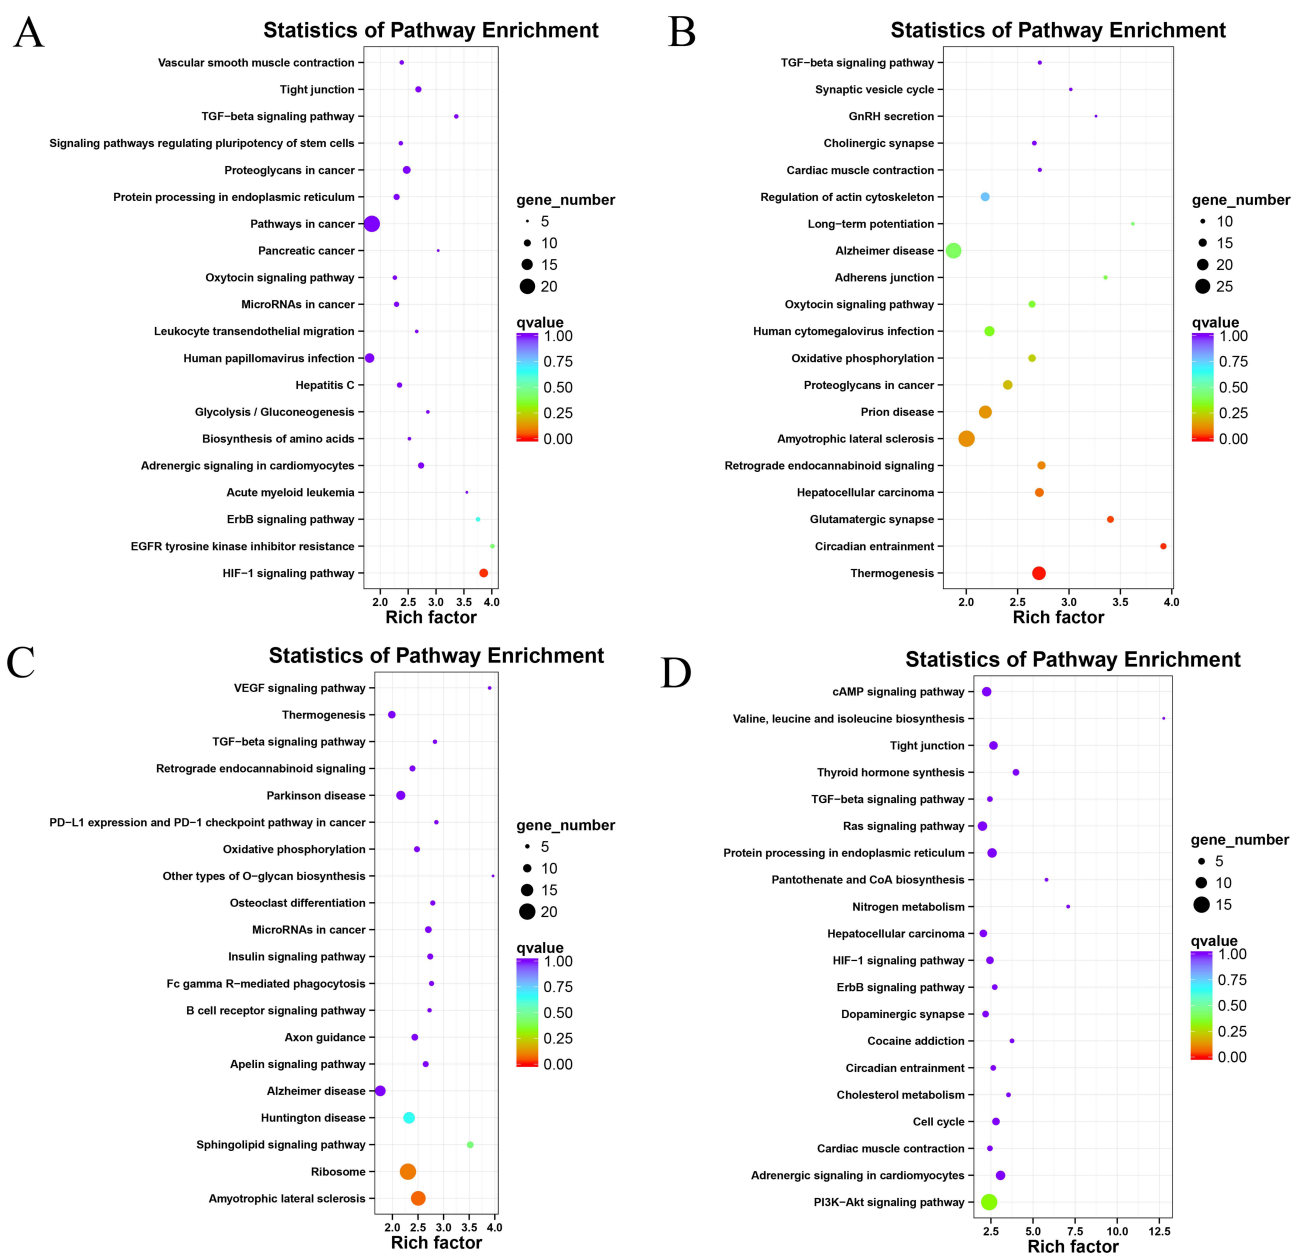 A
Statistics of Pathway Enrichment
Vascular smooth muscle contraction
Tight junction
TGF−beta signaling pathway
Signaling pathways regulating pluripotency of stem cells
Proteoglycans in cancer
Protein processing in endoplasmic reticulum
Pathways in cancer
Pancreatic cancer
Oxytocin signaling pathway
MicroRNAs in cancer
Leukocyte transendothelial migration
Human papillomavirus infection
Hepatitis C
Glycolysis / Gluconeogenesis
Biosynthesis of amino acids
Adrenergic signaling in cardiomyocytes
Acute myeloid leukemia
ErbB signaling pathway
EGFR tyrosine kinase inhibitor resistance
HIF−1 signaling pathway
2.0 2.5 3.0 3.5 4.0
Rich factor
gene_number
5
10
15
20
qvalue
1.00
0.75
0.50
0.25
0.00
B
Statistics of Pathway Enrichment
TGF−beta signaling pathway
Synaptic vesicle cycle
GnRH secretion
Cholinergic synapse
Cardiac muscle contraction
Regulation of actin cytoskeleton
Long−term potentiation
Alzheimer disease
Adherens junction
Oxytocin signaling pathway
Human cytomegalovirus infection
Oxidative phosphorylation
Proteoglycans in cancer
Prion disease
Amyotrophic lateral sclerosis
Retrograde endocannabinoid signaling
Hepatocellular carcinoma
Glutamatergic synapse
Circadian entrainment
Thermogenesis
2.0 2.5 3.0 3.5 4.0
Rich factor
gene_number
10
15
20
25
qvalue
1.00
0.75
0.50
0.25
0.00
C
Statistics of Pathway Enrichment
VEGF signaling pathway
Thermogenesis
TGF−beta signaling pathway
Retrograde endocannabinoid signaling
Parkinson disease
PD−L1 expression and PD−1 checkpoint pathway in cancer
Oxidative phosphorylation
Other types of O−glycan biosynthesis
Osteoclast differentiation
MicroRNAs in cancer
Insulin signaling pathway
Fc gamma R−mediated phagocytosis
B cell receptor signaling pathway
Axon guidance
Apelin signaling pathway
Alzheimer disease
Huntington disease
Sphingolipid signaling pathway
Ribosome
Amyotrophic lateral sclerosis
2.0 2.5 3.0 3.5 4.0
Rich factor
gene_number
5
10
15
20
qvalue
1.00
0.75
0.50
0.25
0.00
D
Statistics of Pathway Enrichment
cAMP signaling pathway
Valine, leucine and isoleucine biosynthesis
Tight junction
Thyroid hormone synthesis
TGF−beta signaling pathway
Ras signaling pathway
Protein processing in endoplasmic reticulum
Pantothenate and CoA biosynthesis
Nitrogen metabolism
Hepatocellular carcinoma
HIF−1 signaling pathway
ErbB signaling pathway
Dopaminergic synapse
Cocaine addiction
Circadian entrainment
Cholesterol metabolism
Cell cycle
Cardiac muscle contraction
Adrenergic signaling in cardiomyocytes
PI3K−Akt signaling pathway
2.5 5.0 7.5 10.0 12.5
Rich factor
gene_number
5
10
15
qvalue
1.00
0.75
0.50
0.25
0.00